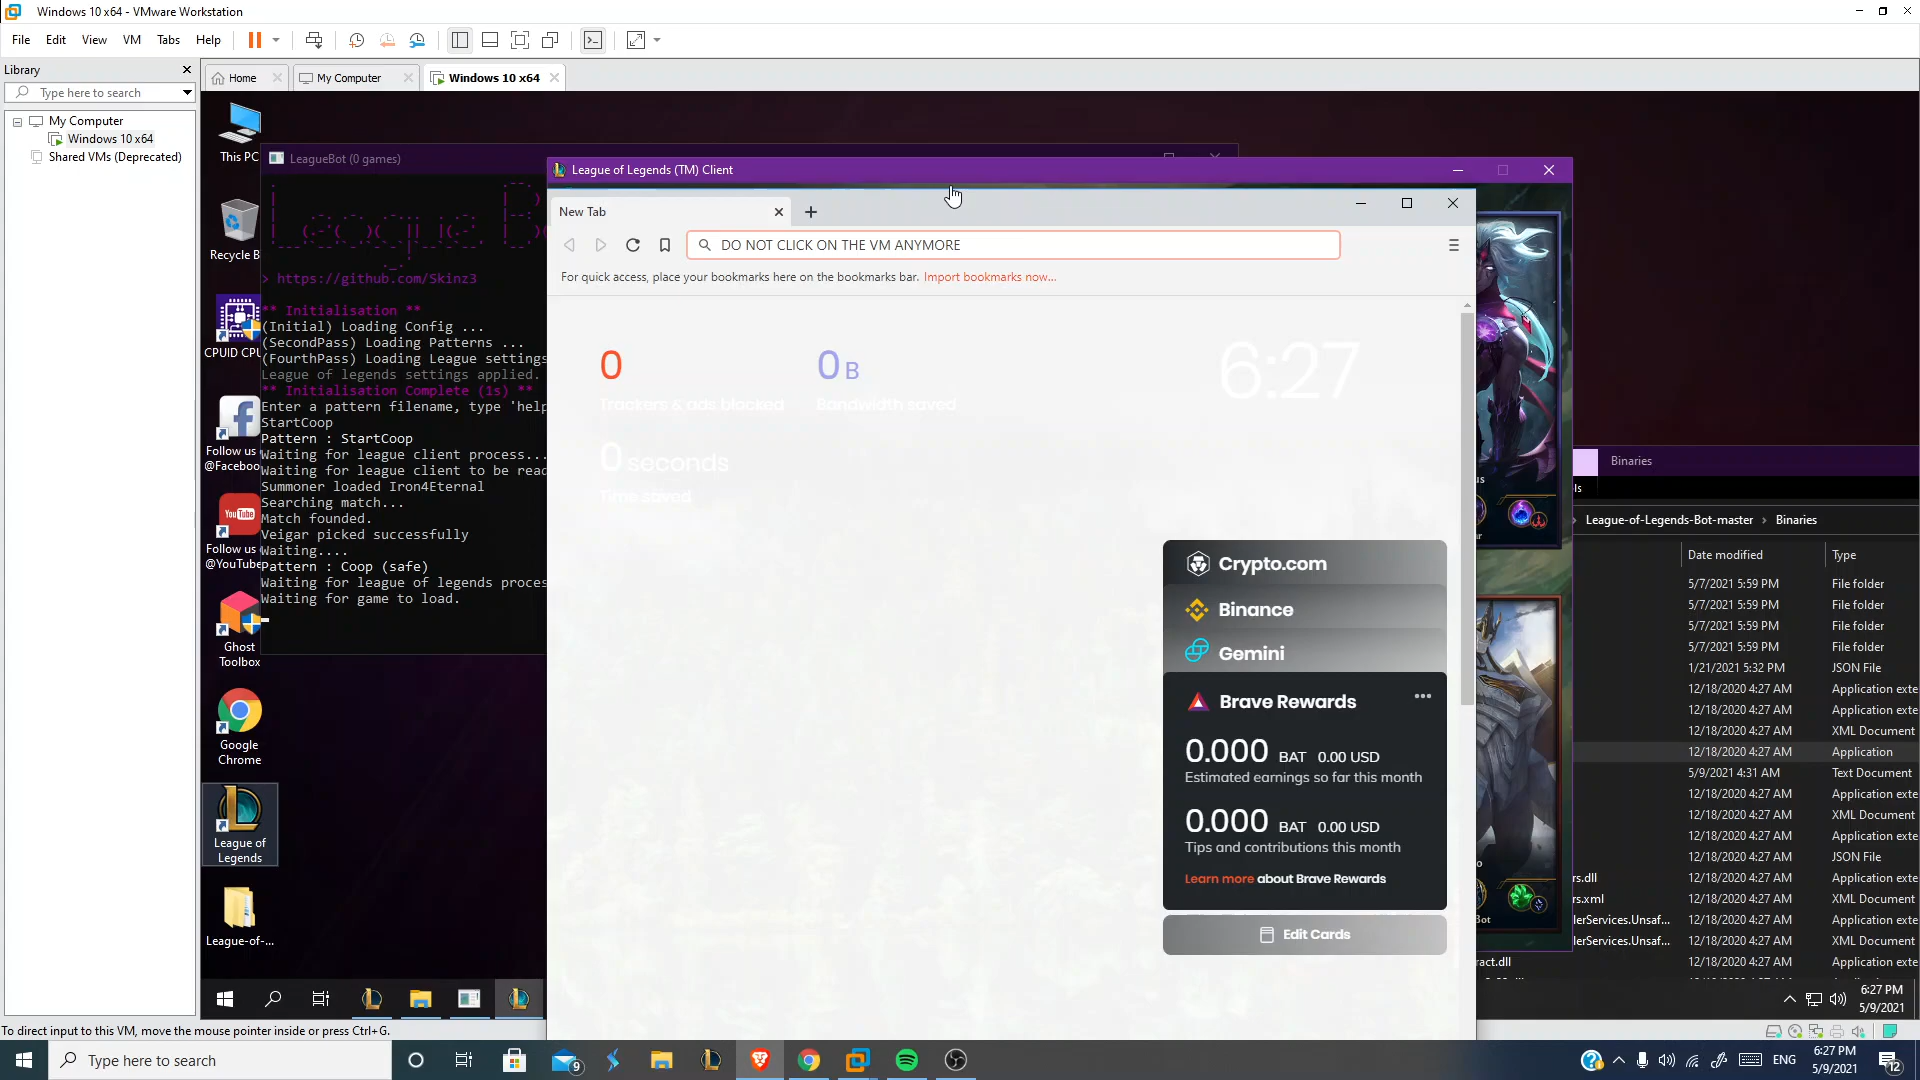 Windows 10 x64 - VMware Workstation
File Edit View VM Tabs Help
Library
Type here to search
My Computer
Windows 10 x64
Shared VMs (Deprecated)
Home
My Computer
Windows 10 x64
This PC
Recycle B
CPUID CPU
Follow us
@Faceboo
YouTube
Follow us
@YouTube
Ghost
Toolbox
Google
Chrome
League of
Legends
League-of-...
LeagueBot (0 games)
> https://github.com/Skinz3
** Initialisation **
(Initial) Loading Config ...
(SecondPass) Loading Patterns ...
(FourthPass) Loading League settings
League of legends settings applied.
** Initialisation Complete (1s) **
Enter a pattern filename, type 'help
StartCoop
Pattern : StartCoop
Waiting for league client process...
Waiting for league client to be read
Summoner loaded Iron4Eternal
Searching match...
Match founded.
Veigar picked successfully
Waiting....
Pattern : Coop (safe)
Waiting for league of legends proces
Waiting for game to load.
League of Legends (TM) Client
New Tab
DO NOT CLICK ON THE VM ANYMORE
For quick access, place your bookmarks here on the bookmarks bar. Import bookmarks now...
0
Trackers & ads blocked
0 B
Bandwidth saved
6:27
0 seconds
Time saved
Crypto.com
Binance
Gemini
Brave Rewards
0.000 BAT 0.00 USD
Estimated earnings so far this month
0.000 BAT 0.00 USD
Tips and contributions this month
Learn more about Brave Rewards
Edit Cards
us
Bot
Binaries
ls
League-of-Legends-Bot-master > Binaries
Date modified Type
5/7/2021 5:59 PM File folder
5/7/2021 5:59 PM File folder
5/7/2021 5:59 PM File folder
5/7/2021 5:59 PM File folder
1/21/2021 5:32 PM JSON File
12/18/2020 4:27 AM Application exte
12/18/2020 4:27 AM Application exte
12/18/2020 4:27 AM XML Document
12/18/2020 4:27 AM Application
5/9/2021 4:31 AM Text Document
12/18/2020 4:27 AM Application exte
12/18/2020 4:27 AM XML Document
12/18/2020 4:27 AM Application exte
12/18/2020 4:27 AM JSON File
rs.dll 12/18/2020 4:27 AM Application exte
rs.xml 12/18/2020 4:27 AM XML Document
lerServices.Unsaf... 12/18/2020 4:27 AM Application exte
lerServices.Unsaf... 12/18/2020 4:27 AM XML Document
ract.dll 12/18/2020 4:27 AM Application exte
6:27 PM
5/9/2021
To direct input to this VM, move the mouse pointer inside or press Ctrl+G.
Type here to search
9
ENG
6:27 PM
5/9/2021
12